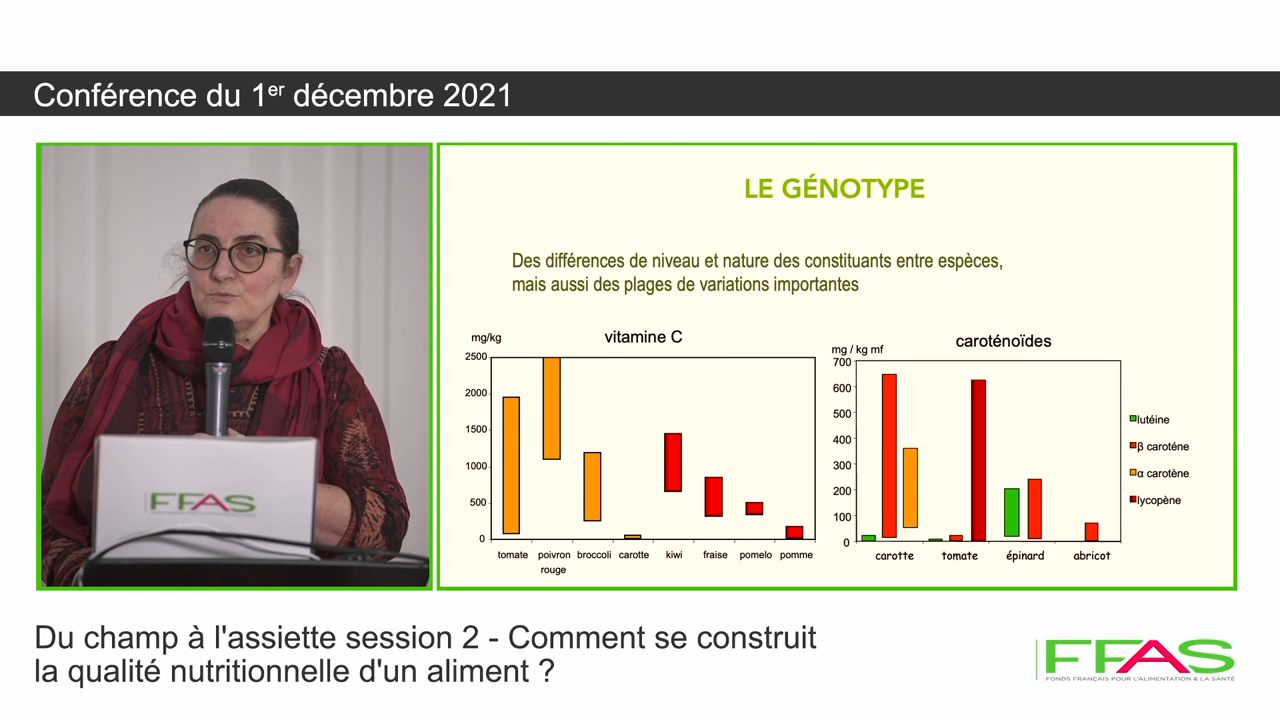 Conférence du 1er décembre 2021
LE GÉNOTYPE
Des différences de niveau et nature des constituants entre espèces,
mais aussi des plages de variations importantes
mg/kg
vitamine C
2500
2000
1500
1000
500
0
tomate
poivron
rouge
broccoli
carotte
kiwi
fraise
pomelo
pomme
mg / kg mf
caroténoïdes
700
600
500
400
300
200
100
0
carotte
tomate
épinard
abricot
lutéine
β caroténe
α carotène
lycopène
FFAS
Du champ à l'assiette session 2 - Comment se construit
la qualité nutritionnelle d'un aliment ?
FFAS
FONDS FRANÇAIS POUR L'ALIMENTATION & LA SANTÉ